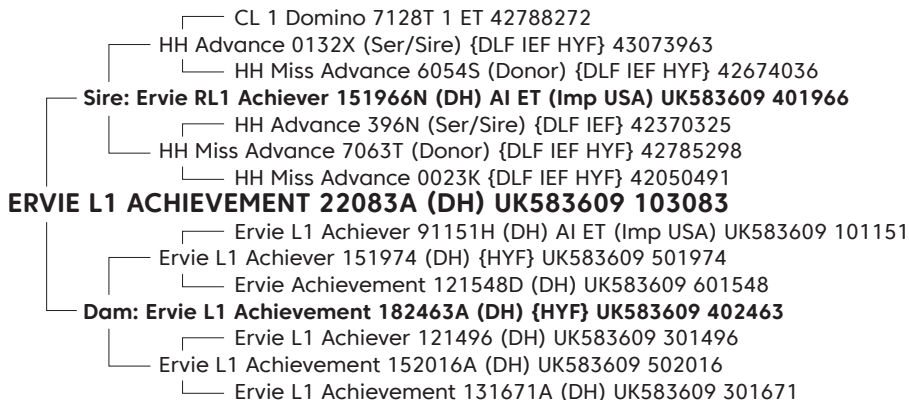 CL 1 Domino 7128T 1 ET 42788272
HH Advance 0132X (Ser/Sire) {DLF IEF HYF} 43073963
HH Miss Advance 6054S (Donor) {DLF IEF HYF} 42674036
Sire: Ervie RL1 Achiever 151966N (DH) AI ET (Imp USA) UK583609 401966
HH Advance 396N (Ser/Sire) {DLF IEF} 42370325
HH Miss Advance 7063T (Donor) {DLF IEF HYF} 42785298
HH Miss Advance 0023K {DLF IEF HYF} 42050491
ERVIE L1 ACHIEVEMENT 22083A (DH) UK583609 103083
Ervie L1 Achiever 91151H (DH) AI ET (Imp USA) UK583609 101151
Ervie L1 Achiever 151974 (DH) {HYF} UK583609 501974
Ervie Achievement 121548D (DH) UK583609 601548
Dam: Ervie L1 Achievement 182463A (DH) {HYF} UK583609 402463
Ervie L1 Achiever 121496 (DH) UK583609 301496
Ervie L1 Achievement 152016A (DH) UK583609 502016
Ervie L1 Achievement 131671A (DH) UK583609 301671